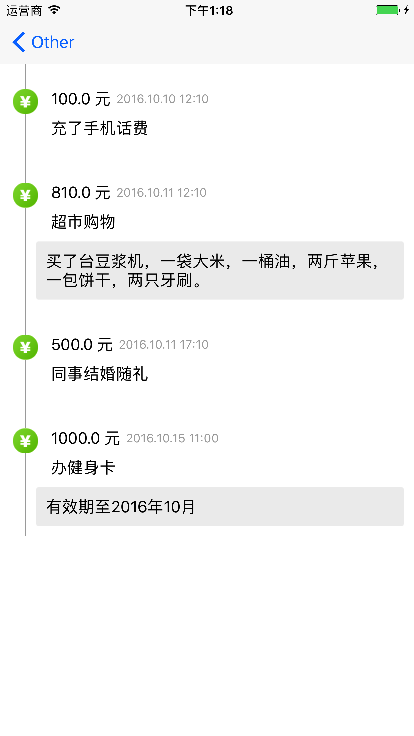 运营商 下午1:18
Other
¥ 100.0 元 2016.10.10 12:10
充了手机话费
¥ 810.0 元 2016.10.11 12:10
超市购物
买了台豆浆机，一袋大米，一桶油，两斤苹果，
一包饼干，两只牙刷。
¥ 500.0 元 2016.10.11 17:10
同事结婚随礼
¥ 1000.0 元 2016.10.15 11:00
办健身卡
有效期至2016年10月